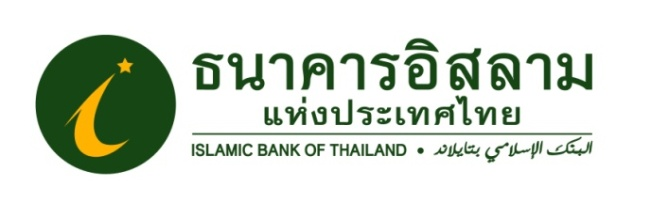 ธนาคารอิสลาม
แห่งประเทศไทย
ISLAMIC BANK OF THAILAND • البنك الإسلامي بتايلاند